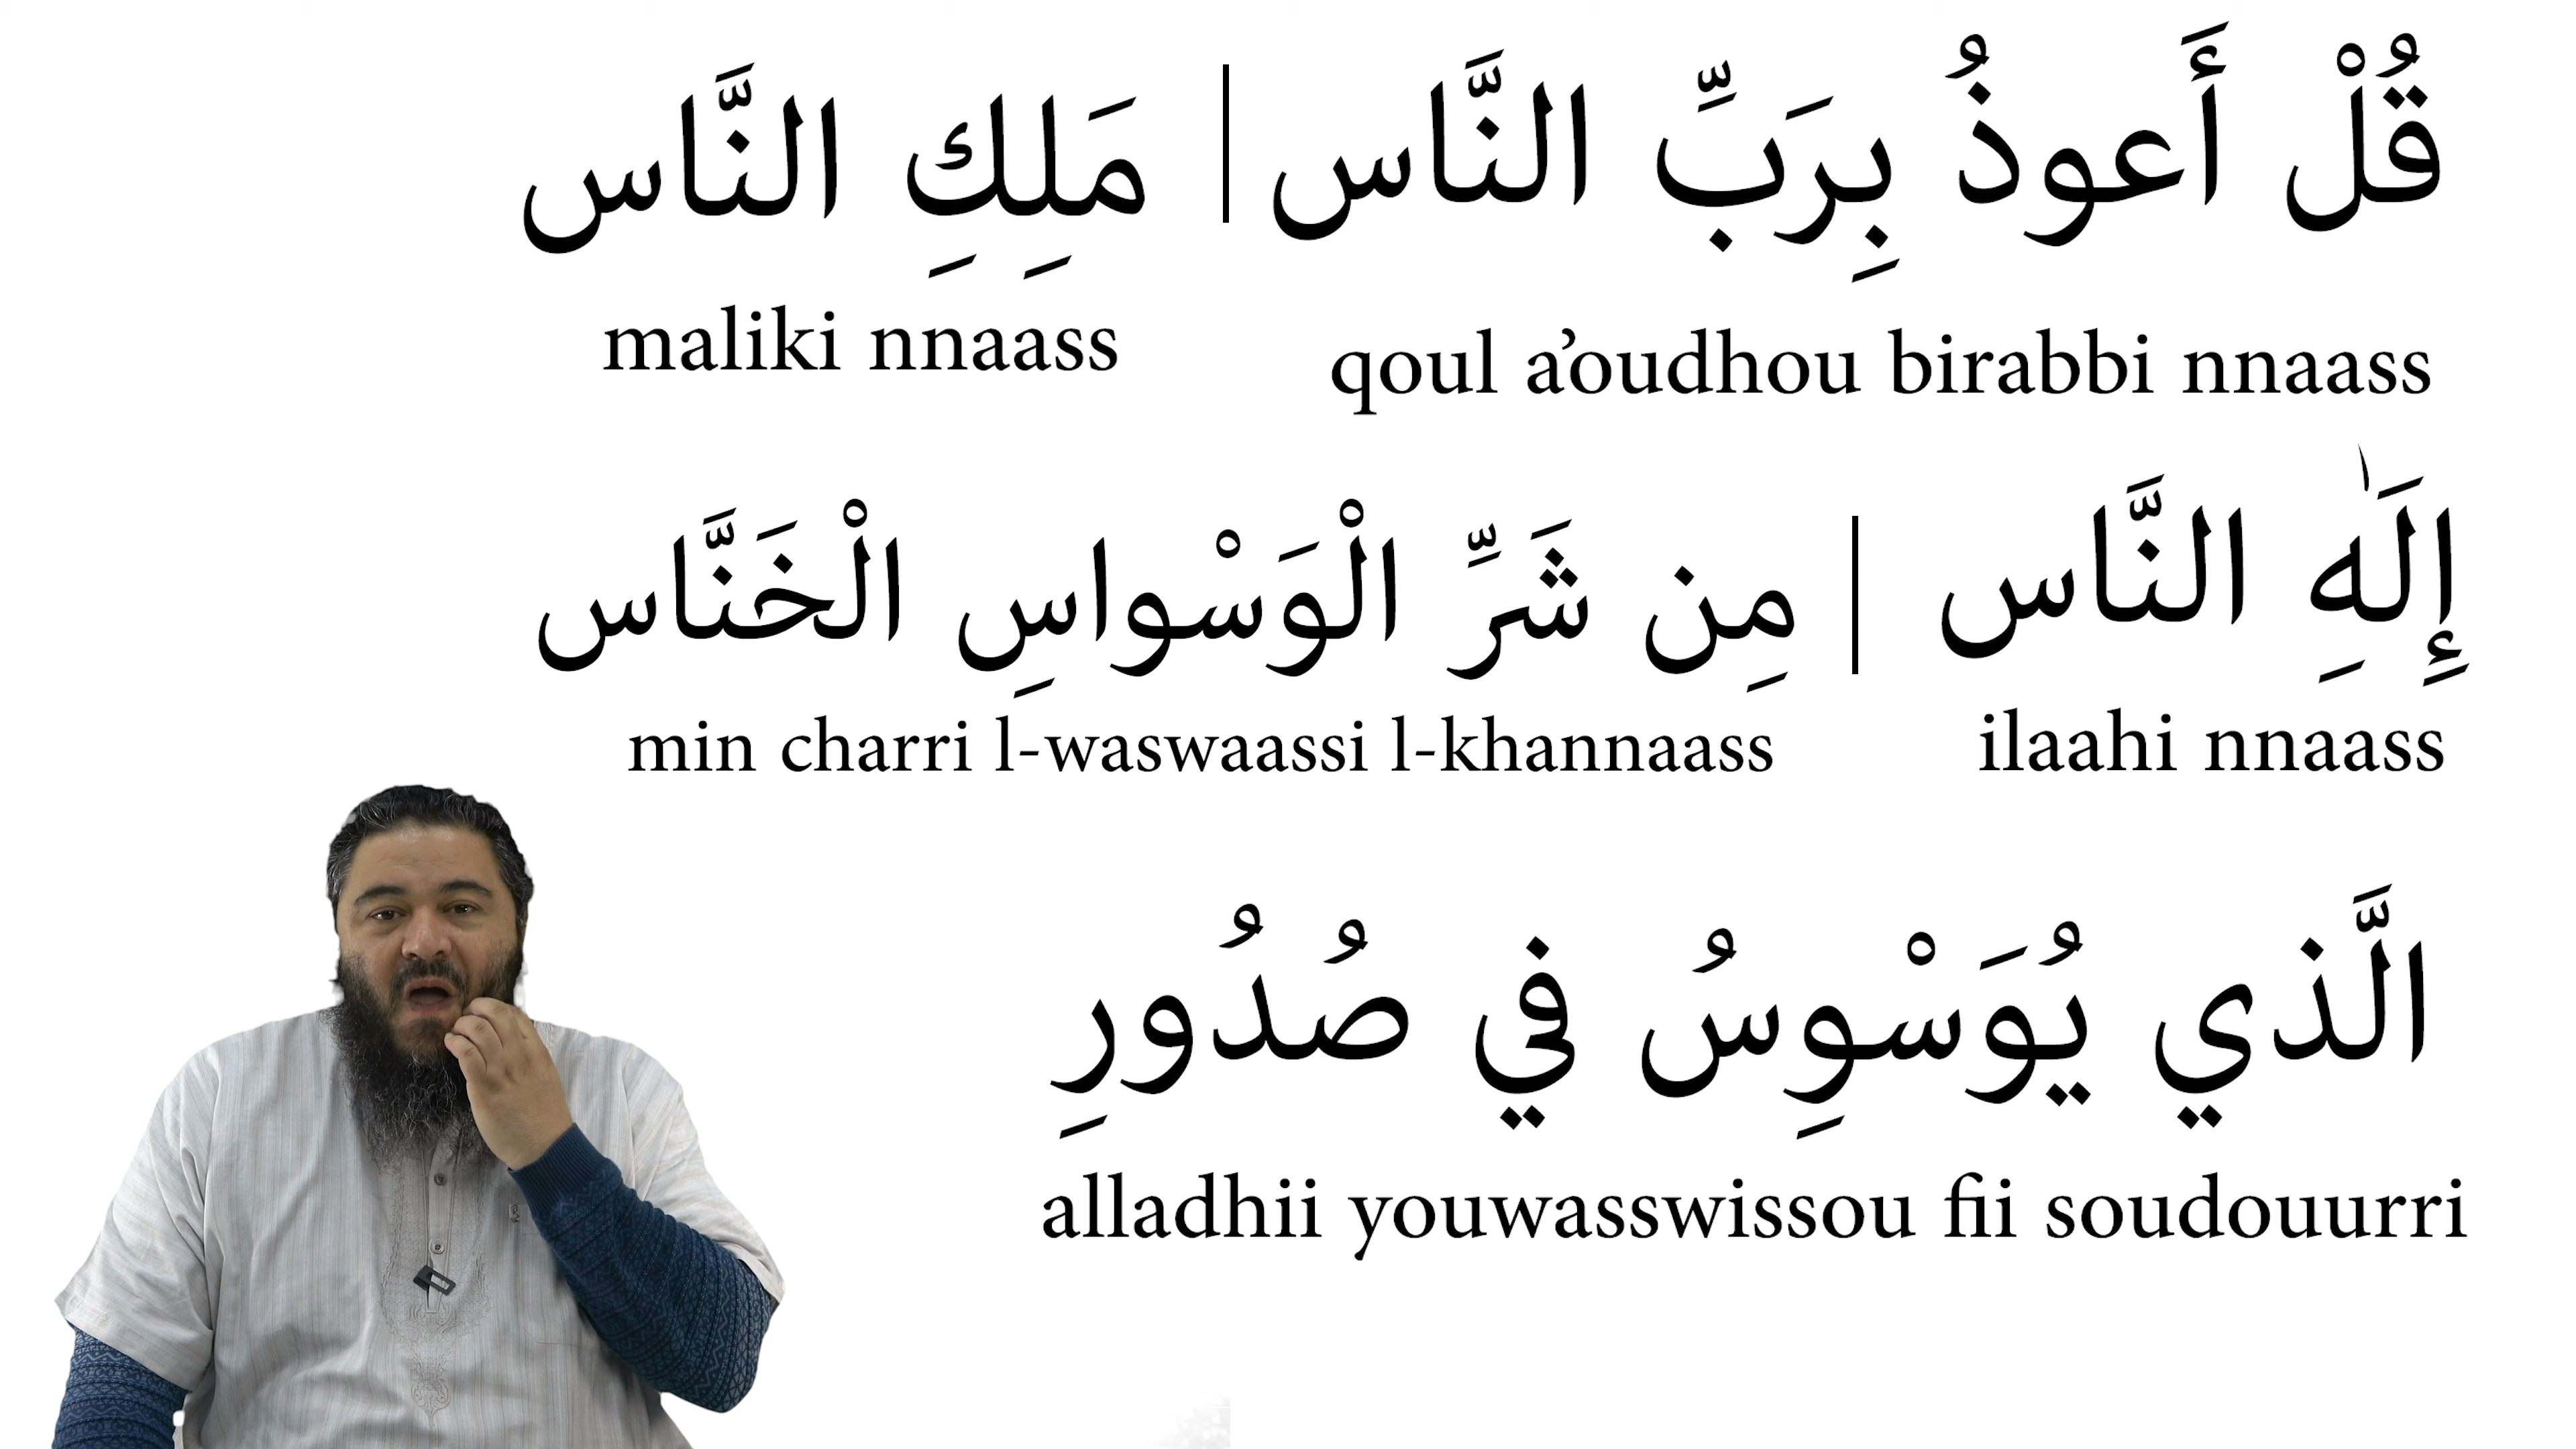 قُلْ أَعوذُ بِرَبِّ النَّاس | مَلِكِ النَّاس
qoul a’oudhou birabbi nnaass
maliki nnaass
إِلَٰهِ النَّاس | مِن شَرِّ الْوَسْواسِ الْخَنَّاس
ilaahi nnaass
min charri l-waswaassi l-khannaass
الَّذي يُوَسْوِسُ في صُدُورِ
alladhii youwasswissou fii soudouurri